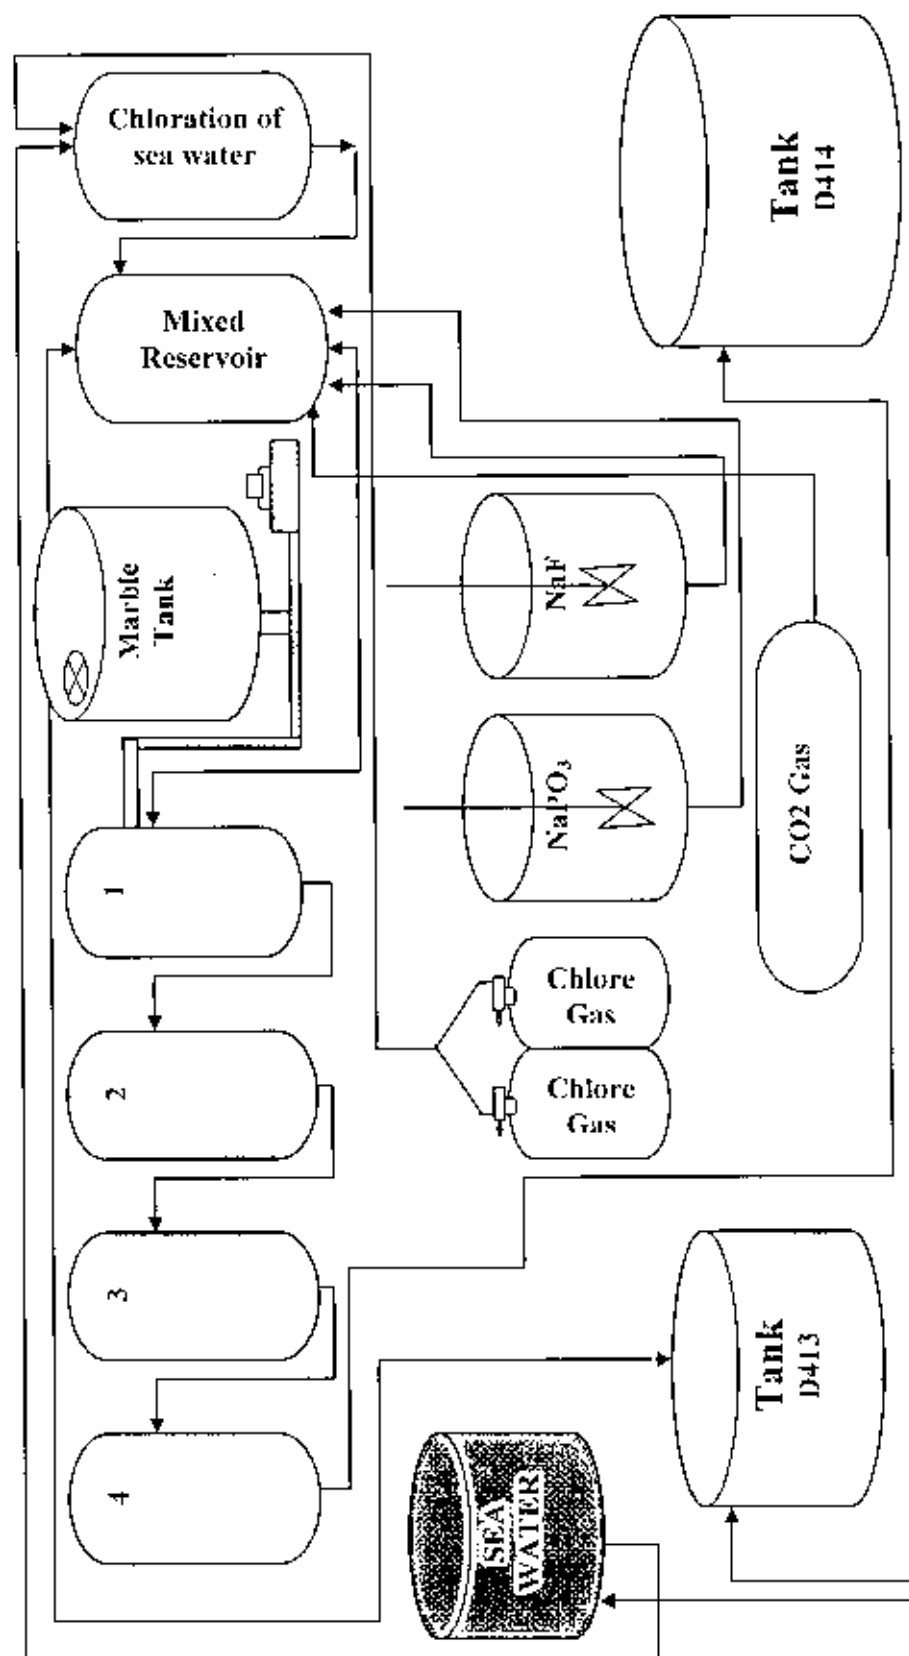 Chloration of
sea water
Mixed
Reservoir
Tank
D414
Marble
Tank
NaF
NaPO3
CO2 Gas
1
Chlore
Gas
2
Chlore
Gas
3
Tank
D413
4
SEA
WATER